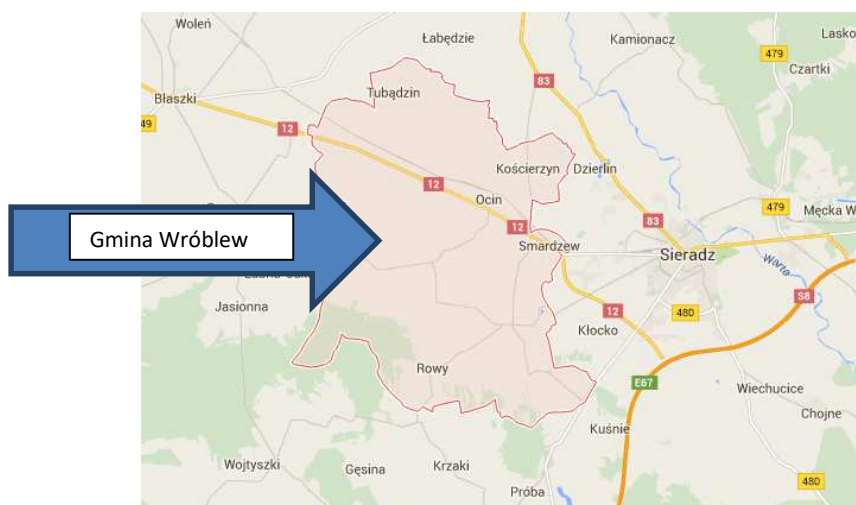 Woleń
Łabędzie
Kamionacz
Lasko
479
Czartki
83
Tubądzin
Błaszki
49
12
Kościerzyn
Dzierlin
12
Ocin
479
Męcka W
12
83
Smardzew
Gmina Wróblew
Sieradz
Warta
S8
Jasionna
12
480
Kłocko
Rowy
E67
Wiechucice
Chojne
Kuśnie
Wojtyszki
Gęsina
Krzaki
480
Próba